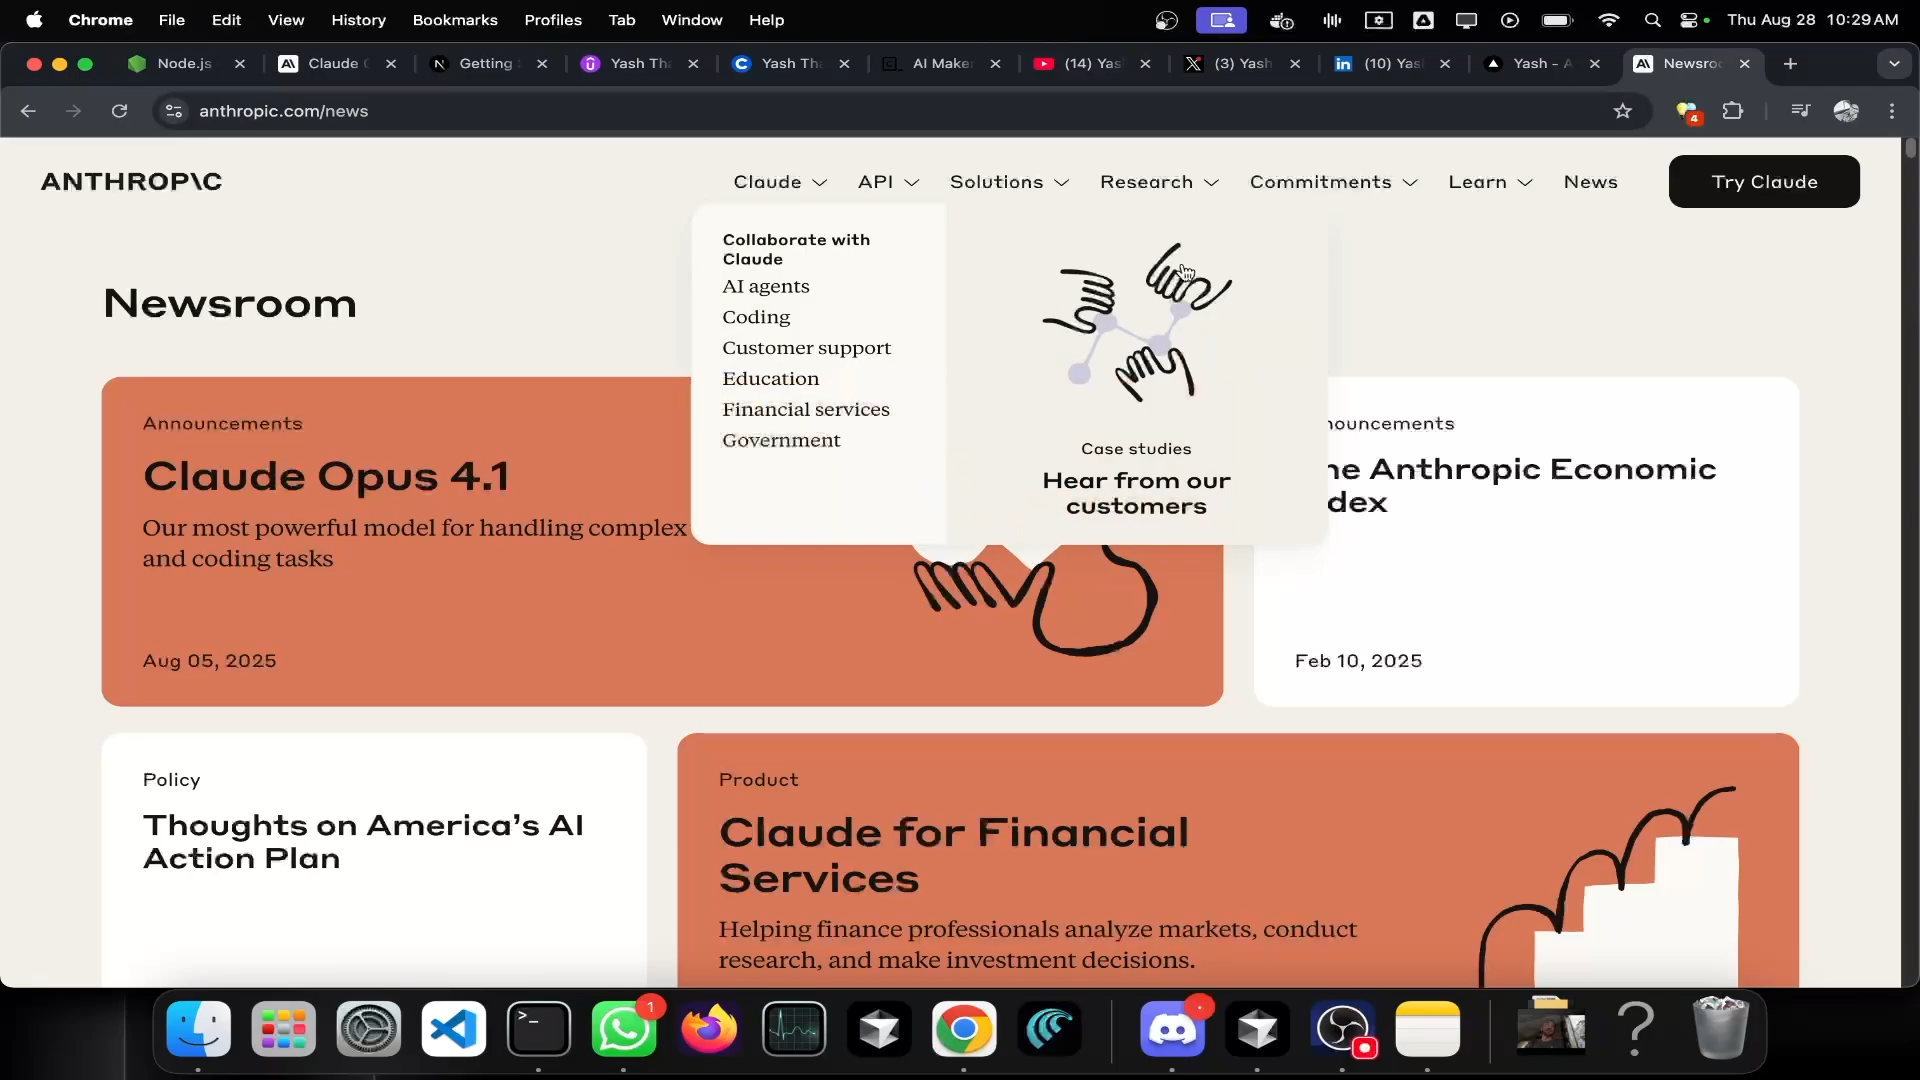 Chrome File Edit View History Bookmarks Profiles Tab Window Help Thu Aug 28 10:29 AM
Node.js Claude Getting Yash Tha Yash Tha AI Maker (14) Yas (3) Yash (10) Yas Yash - A Newsroo
anthropic.com/news
4
ANTHROP\C
Claude API Solutions Research Commitments Learn News Try Claude
Collaborate with
Claude
AI agents
Coding
Customer support
Education
Financial services
Government
Case studies
Hear from our
customers
Newsroom
Announcements
Claude Opus 4.1
Our most powerful model for handling complex
and coding tasks
Aug 05, 2025
nouncements
ne Anthropic Economic
dex
Feb 10, 2025
Policy
Thoughts on America's AI
Action Plan
Product
Claude for Financial
Services
Helping finance professionals analyze markets, conduct
research, and make investment decisions.
1